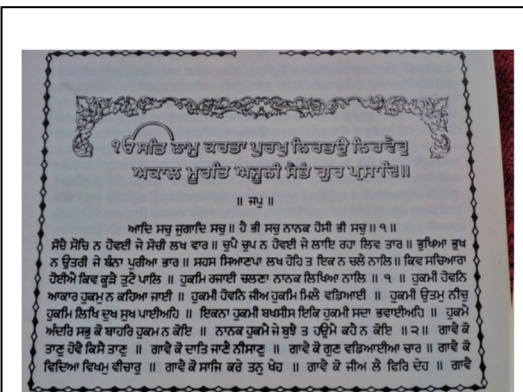 ੴ ਸਤਿ ਨਾਮੁ ਕਰਤਾ ਪੁਰਖੁ ਨਿਰਭਉ ਨਿਰਵੈਰੁ
ਅਕਾਲ ਮੂਰਤਿ ਅਜੂਨੀ ਸੈਭੰ ਗੁਰ ਪ੍ਰਸਾਦਿ॥
॥ ਜਪੁ ॥
ਆਦਿ ਸਚੁ ਜੁਗਾਦਿ ਸਚੁ॥ ਹੈ ਭੀ ਸਚੁ ਨਾਨਕ ਹੋਸੀ ਭੀ ਸਚੁ॥੧॥
ਸੋਚੈ ਸੋਚਿ ਨ ਹੋਵਈ ਜੇ ਸੋਚੀ ਲਖ ਵਾਰ॥ ਚੁਪੈ ਚੁਪ ਨ ਹੋਵਈ ਜੇ ਲਾਇ ਰਹਾ ਲਿਵ ਤਾਰ॥ ਭੁਖਿਆ ਭੁਖ
ਨ ਉਤਰੀ ਜੇ ਬੰਨਾ ਪੁਰੀਆ ਭਾਰ॥ ਸਹਸ ਸਿਆਣਪਾ ਲਖ ਹੋਹਿ ਤ ਇਕ ਨ ਚਲੈ ਨਾਲਿ॥ ਕਿਵ ਸਚਿਆਰਾ
ਹੋਈਐ ਕਿਵ ਕੂੜੈ ਤੁਟੈ ਪਾਲਿ ॥ ਹੁਕਮਿ ਰਜਾਈ ਚਲਣਾ ਨਾਨਕ ਲਿਖਿਆ ਨਾਲਿ ॥ ੧ ॥ ਹੁਕਮੀ ਹੋਵਨਿ
ਆਕਾਰ ਹੁਕਮੁ ਨ ਕਹਿਆ ਜਾਈ ॥ ਹੁਕਮੀ ਹੋਵਨਿ ਜੀਅ ਹੁਕਮਿ ਮਿਲੈ ਵਡਿਆਈ ॥ ਹੁਕਮੀ ਉਤਮੁ ਨੀਚੁ
ਹੁਕਮਿ ਲਿਖਿ ਦੁਖ ਸੁਖ ਪਾਈਅਹਿ ॥ ਇਕਨਾ ਹੁਕਮੀ ਬਖਸੀਸ ਇਕਿ ਹੁਕਮੀ ਸਦਾ ਭਵਾਈਅਹਿ ॥ ਹੁਕਮੈ
ਅੰਦਰਿ ਸਭੁ ਕੋ ਬਾਹਰਿ ਹੁਕਮ ਨ ਕੋਇ ॥ ਨਾਨਕ ਹੁਕਮੈ ਜੇ ਬੁਝੈ ਤ ਹਉਮੈ ਕਹੈ ਨ ਕੋਇ ॥੨॥ ਗਾਵੈ ਕੋ
ਤਾਣੁ ਹੋਵੈ ਕਿਸੈ ਤਾਣੁ ॥ ਗਾਵੈ ਕੋ ਦਾਤਿ ਜਾਣੈ ਨੀਸਾਣੁ ॥ ਗਾਵੈ ਕੋ ਗੁਣ ਵਡਿਆਈਆ ਚਾਰ ॥ ਗਾਵੈ ਕੋ
ਵਿਦਿਆ ਵਿਖਮੁ ਵੀਚਾਰੁ ॥ ਗਾਵੈ ਕੋ ਸਾਜਿ ਕਰੇ ਤਨੁ ਖੇਹ ॥ ਗਾਵੈ ਕੋ ਜੀਅ ਲੈ ਫਿਰਿ ਦੇਹ ॥ ਗਾਵੈ